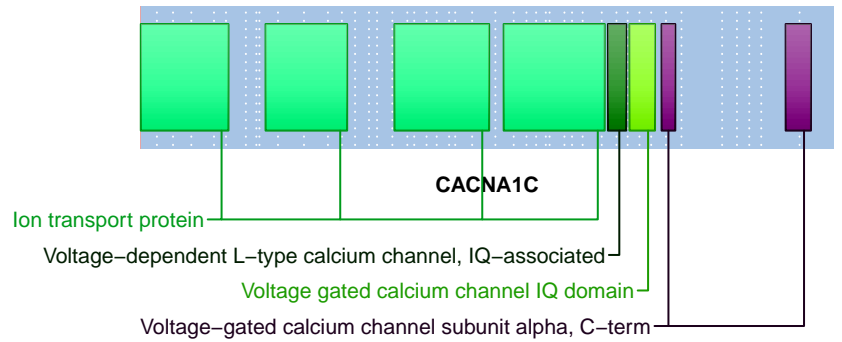 CACNA1C
Ion transport protein
Voltage−dependent L−type calcium channel, IQ−associated
Voltage gated calcium channel IQ domain
Voltage−gated calcium channel subunit alpha, C−term